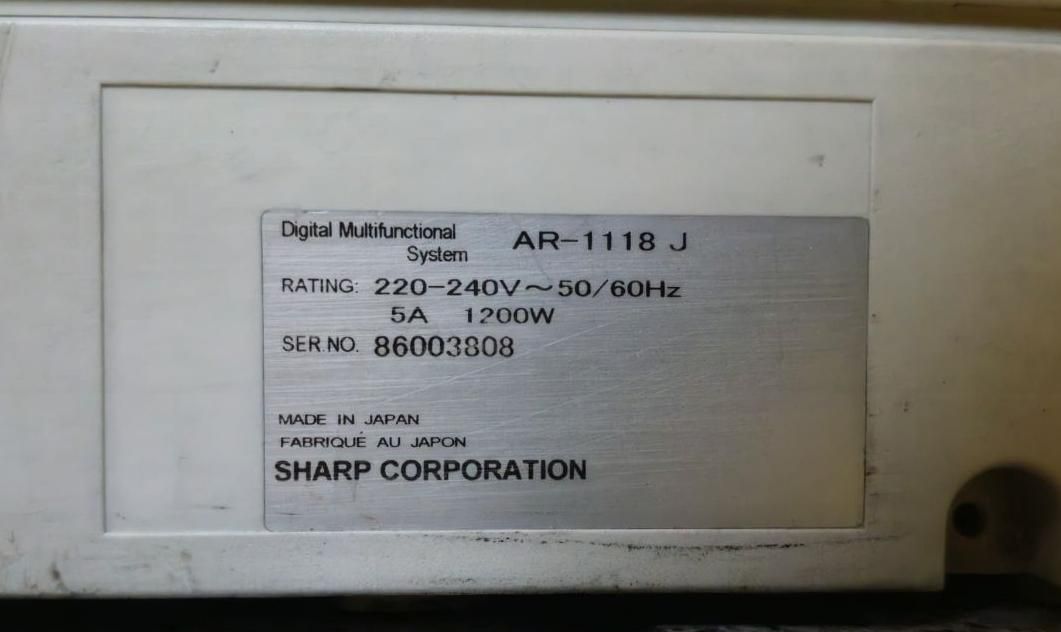 Digital Multifunctional
System AR-1118 J
RATING: 220-240V~50/60Hz
5A 1200W
SER.NO. 86003808
MADE IN JAPAN
FABRIQUÉ AU JAPON
SHARP CORPORATION